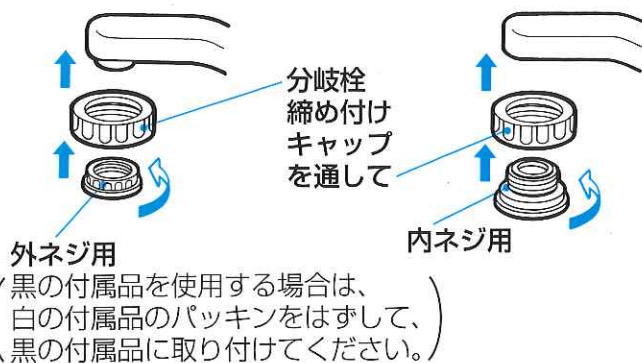 分岐栓
締め付け
キャップ
を通して
外ネジ用
内ネジ用
黒の付属品を使用する場合は、
白の付属品のパッキンをはずして、
黒の付属品に取り付けてください。